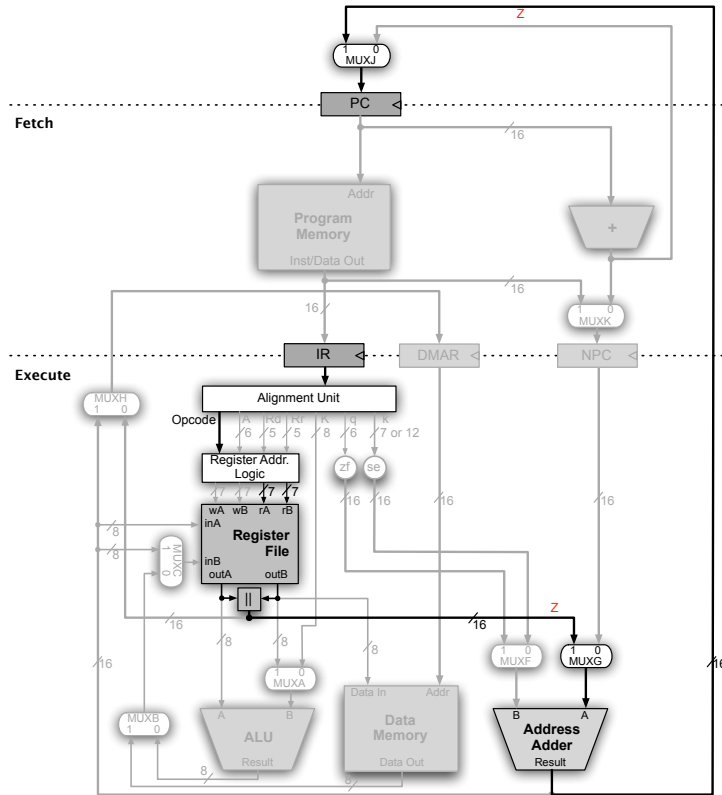 Z
1 0
MUXJ
PC
Fetch
16
Addr
Program
Memory
+
Inst/Data Out
16
16
1 0
MUXK
IR
DMAR
NPC
Execute
MUXH
1 0
Alignment Unit
Opcode
A Rd Rr K q k
6 5 5 8 6 7 or 12
Register Addr.
Logic
zf
se
7 7 7 7
16 16 16 16
wA wB rA rB
inA
8
Register
File
8
MUXC
1 0
inB
outA outB
||
Z
16
16
8 8 8
1 0
MUXF
1 0
MUXG
16
16
1 0
MUXA
Data In Addr
MUXB
1 0
A B
ALU
Result
Data
Memory
Data Out
B A
Address
Adder
Result
8
8